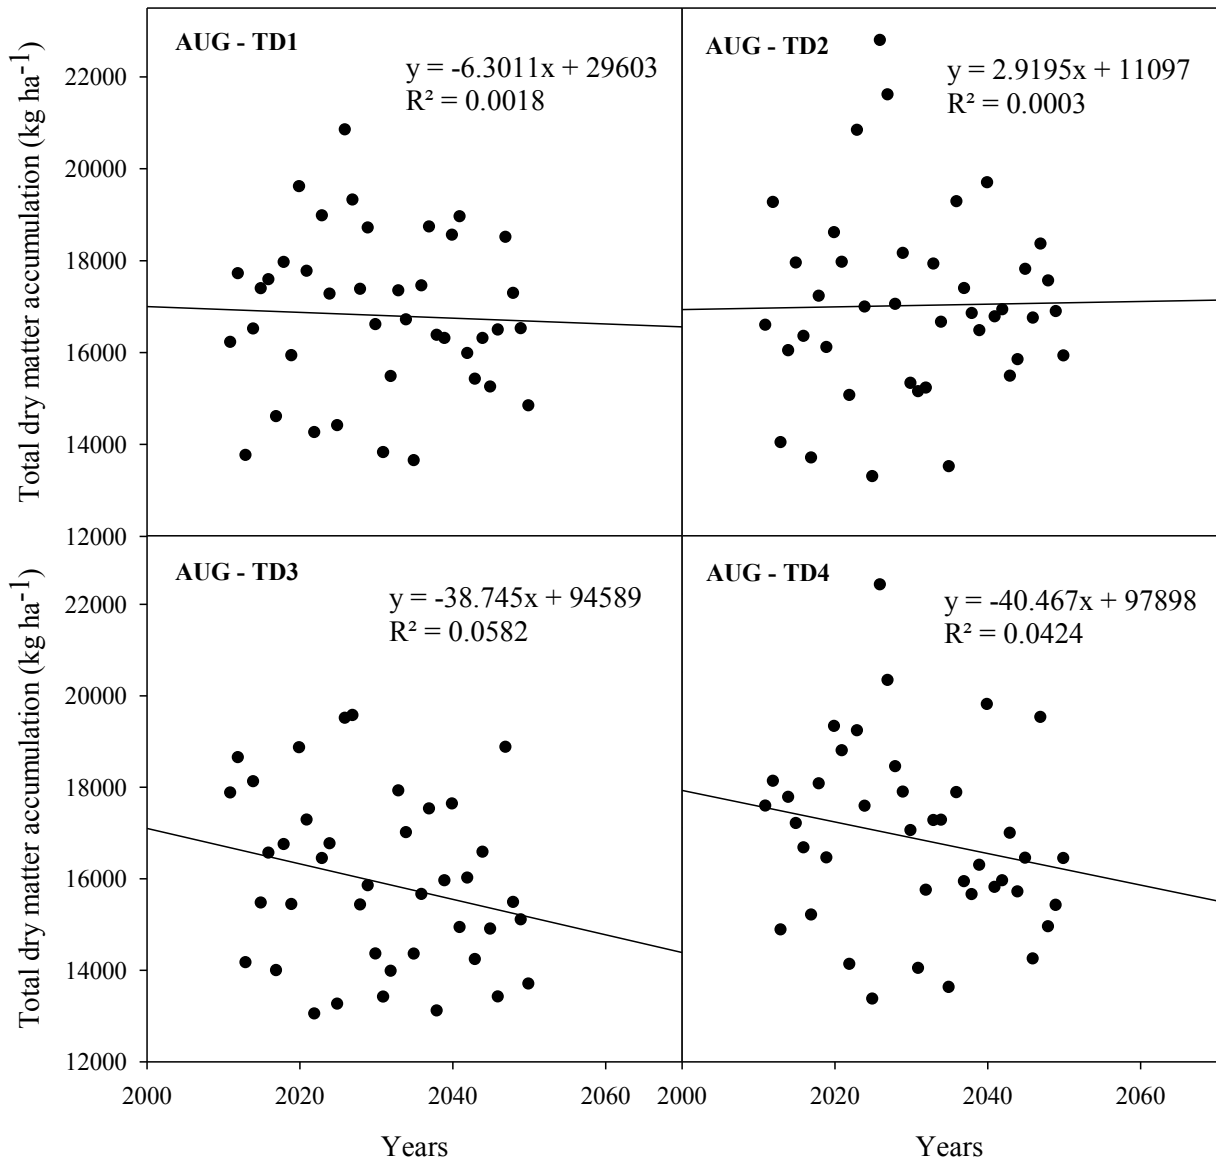 AUG - TD1
y = -6.3011x + 29603
R² = 0.0018
AUG - TD2
y = 2.9195x + 11097
R² = 0.0003
Total dry matter accumulation (kg ha⁻¹)
22000
20000
18000
16000
14000
12000
AUG - TD3
y = -38.745x + 94589
R² = 0.0582
AUG - TD4
y = -40.467x + 97898
R² = 0.0424
Total dry matter accumulation (kg ha⁻¹)
22000
20000
18000
16000
14000
12000
2000 2020 2040 2060 2000 2020 2040 2060
Years Years